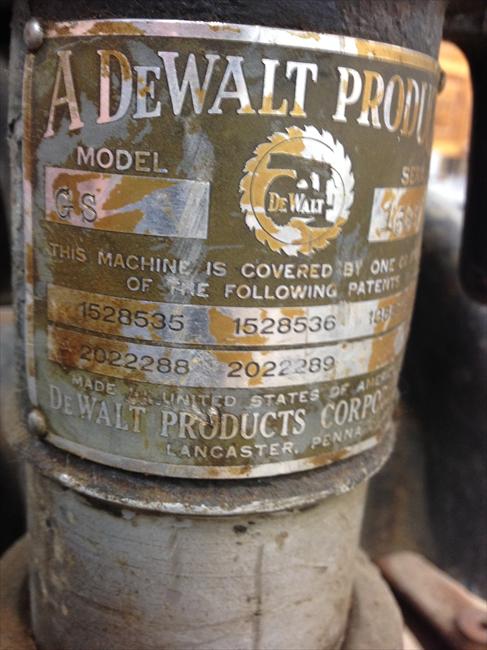 A DEWALT PRODU
MODEL
GS
DEWALT
THIS MACHINE IS COVERED BY ONE O
OF THE FOLLOWING PATENTS
1528535 1528536
2022288 2022289
MADE IN UNITED STATES OF AMERI
DEWALT PRODUCTS CORPO
LANCASTER, PENNA